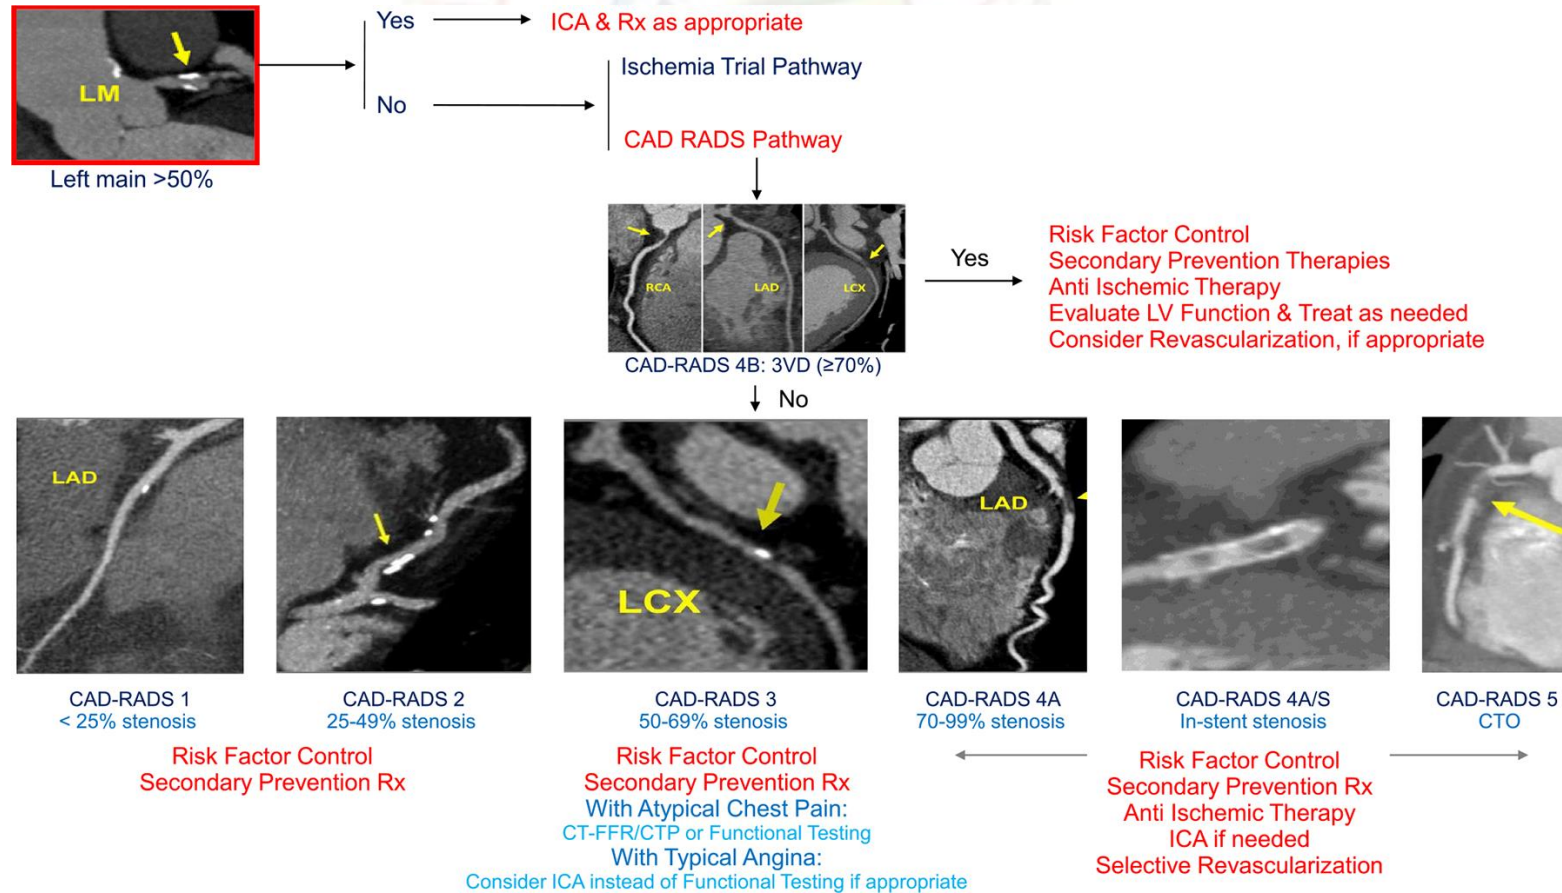 LM
Left main >50%
Yes
ICA & Rx as appropriate
No
Ischemia Trial Pathway
CAD RADS Pathway
RCA
LAD
LCX
CAD-RADS 4B: 3VD (≥70%)
Yes
Risk Factor Control
Secondary Prevention Therapies
Anti Ischemic Therapy
Evaluate LV Function & Treat as needed
Consider Revascularization, if appropriate
No
LAD
CAD-RADS 1
< 25% stenosis
CAD-RADS 2
25-49% stenosis
Risk Factor Control
Secondary Prevention Rx
LCX
CAD-RADS 3
50-69% stenosis
Risk Factor Control
Secondary Prevention Rx
With Atypical Chest Pain:
CT-FFR/CTP or Functional Testing
With Typical Angina:
Consider ICA instead of Functional Testing if appropriate
LAD
CAD-RADS 4A
70-99% stenosis
CAD-RADS 4A/S
In-stent stenosis
CAD-RADS 5
CTO
Risk Factor Control
Secondary Prevention Rx
Anti Ischemic Therapy
ICA if needed
Selective Revascularization